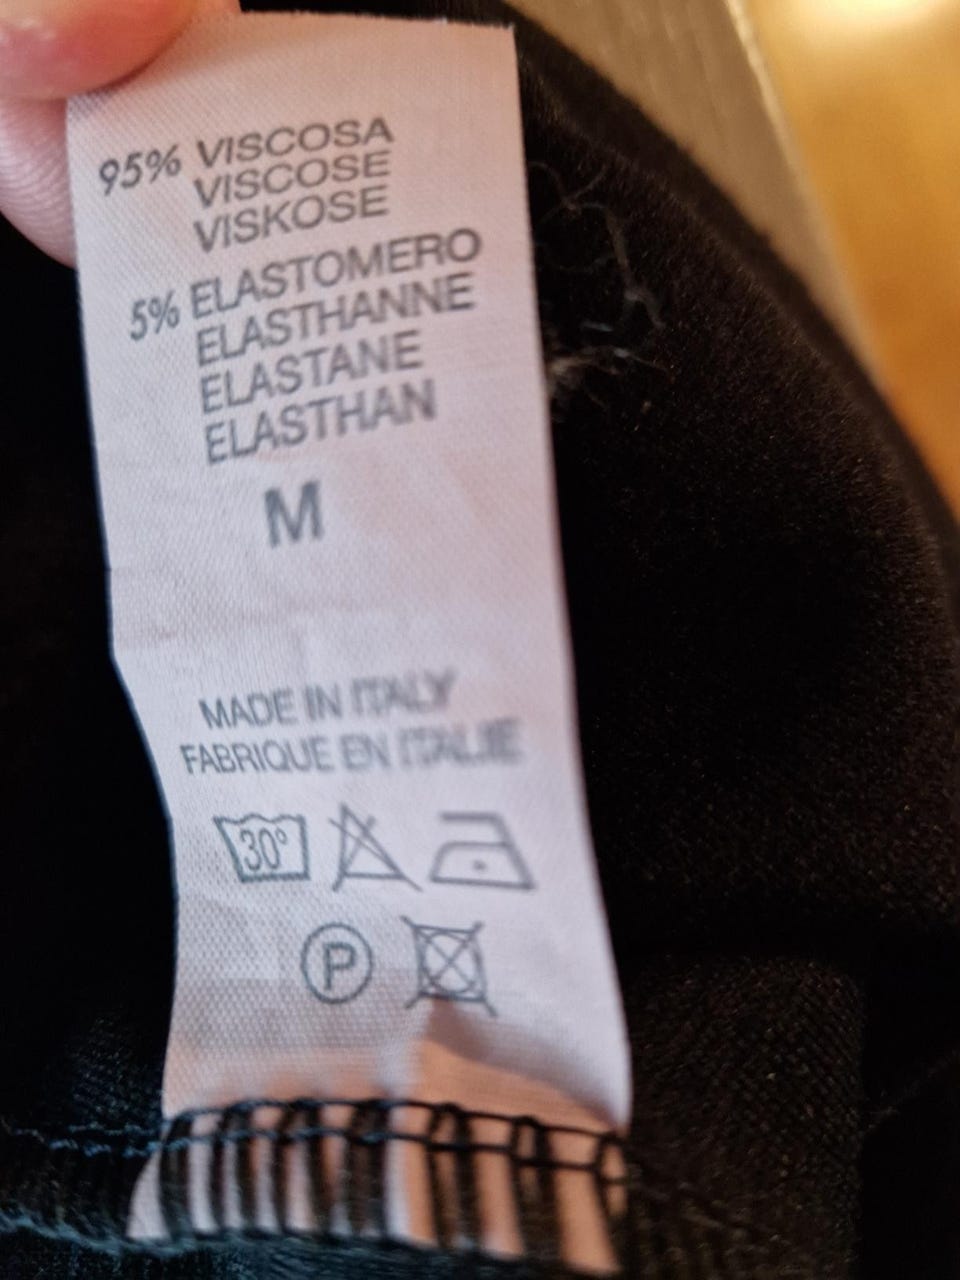 95% VISCOSA
VISCOSE
VISKOSE
5% ELASTOMERO
ELASTHANNE
ELASTANE
ELASTHAN
M
MADE IN ITALY
FABRIQUE EN ITALIE
30°
P